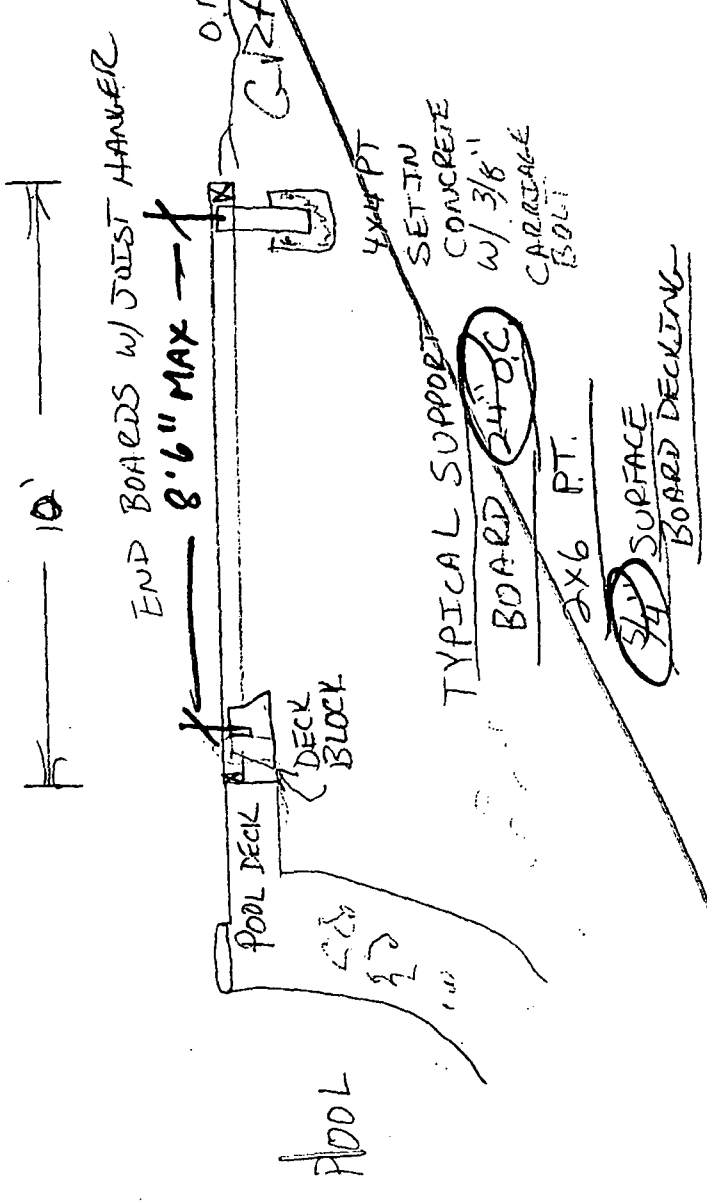 10'
END BOARDS W/ JOIST HANGER
8'6" MAX
POOL DECK
DECK
BLOCK
POOL
4x4 PT
SET IN
CONCRETE
W/ 3/8"
CARRIAGE
BOLT
TYPICAL SUPPORT
BOARD 24" O.C
2X6 P.T.
5/4" SURFACE
BOARD DECKING